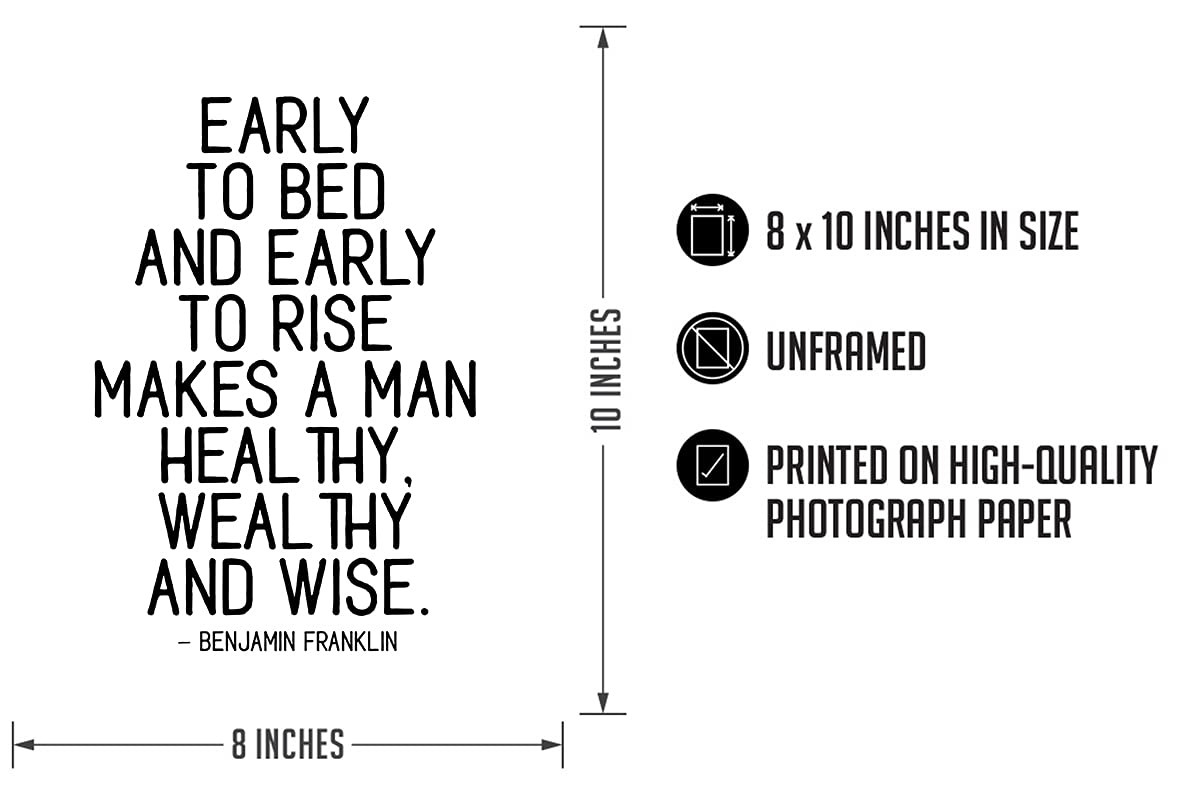 EARLY
TO BED
AND EARLY
TO RISE
MAKES A MAN
HEALTHY,
WEALTHY
AND WISE.
– BENJAMIN FRANKLIN
8 INCHES
10 INCHES
8 x 10 INCHES IN SIZE
UNFRAMED
PRINTED ON HIGH-QUALITY
PHOTOGRAPH PAPER